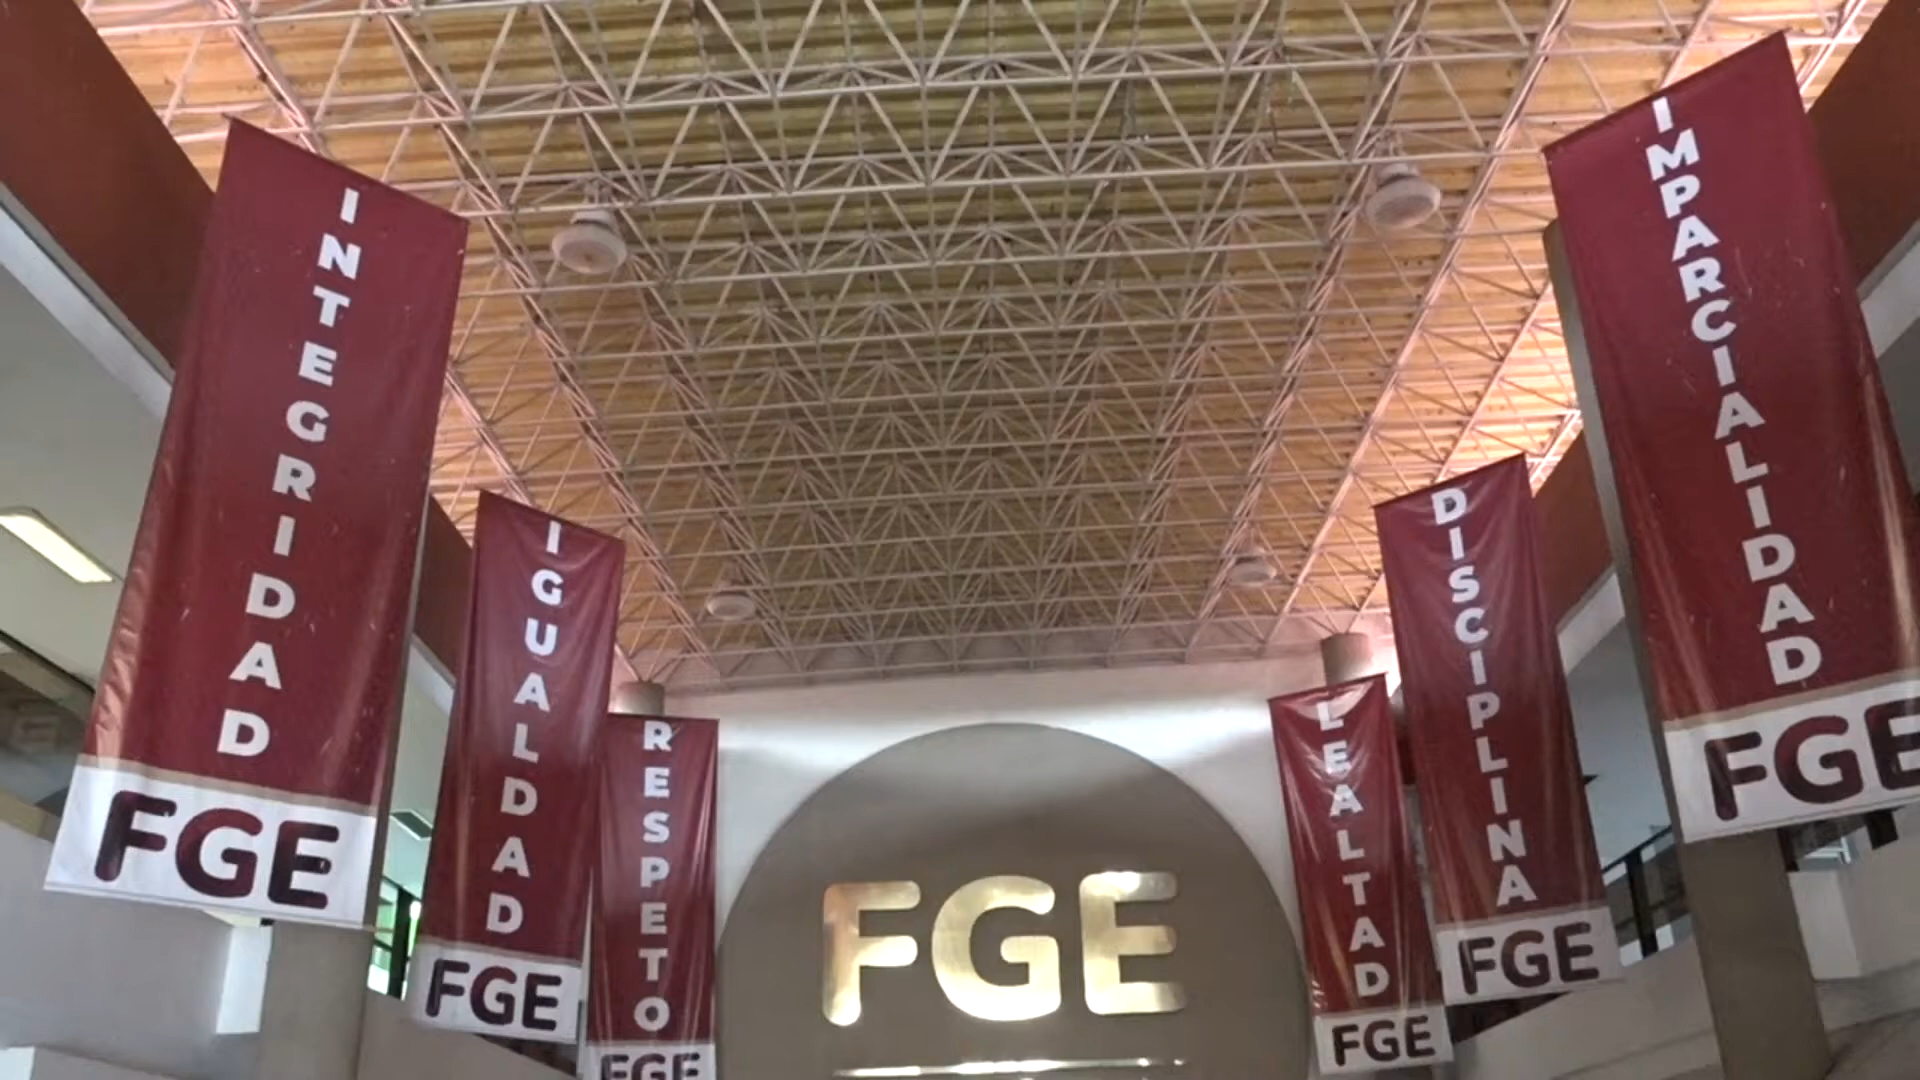 INTEGRIDAD
FGE
IGUALDAD
FGE
RESPETO
FGE
FGE
LEALTAD
FGE
DISCIPLINA
FGE
IMPARCIALIDAD
FGE